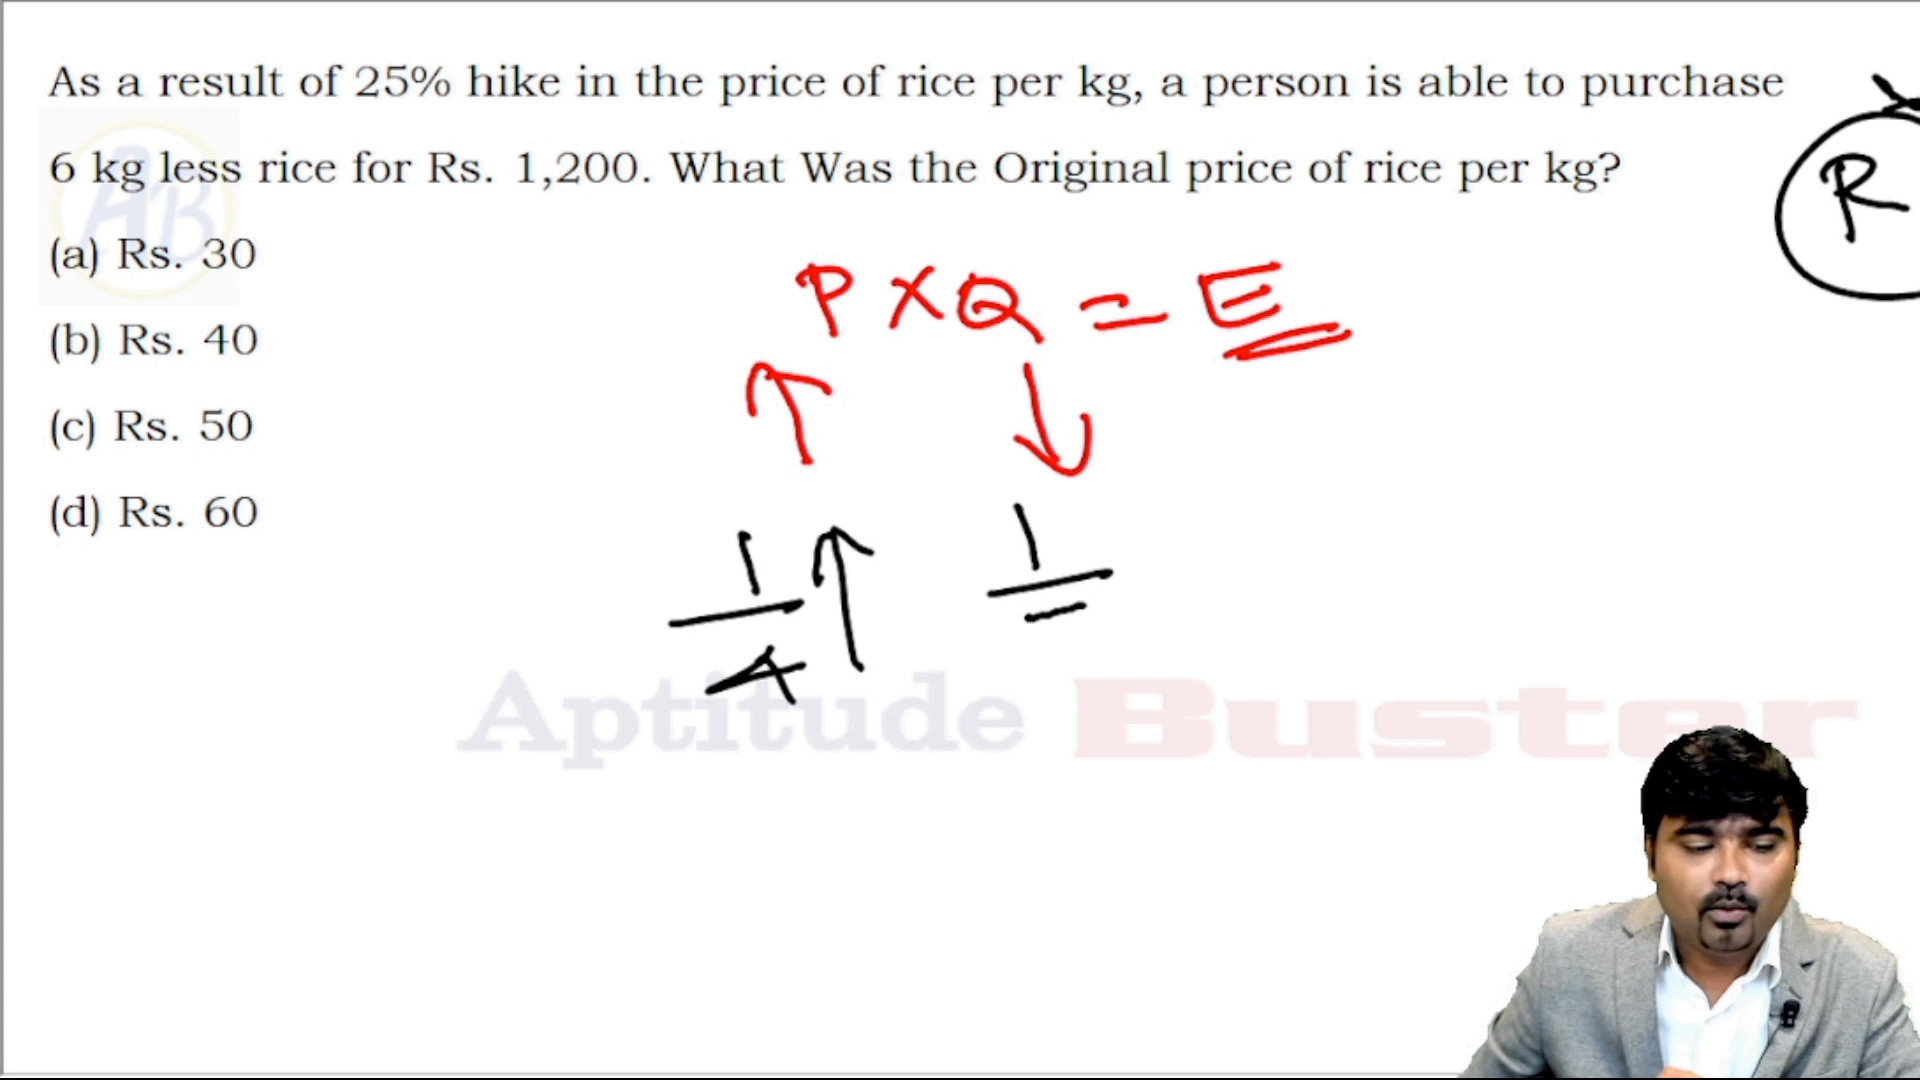 As a result of 25% hike in the price of rice per kg, a person is able to purchase
6 kg less rice for Rs. 1,200. What Was the Original price of rice per kg?
R
AB
(a) Rs. 30
P × Q = E
(b) Rs. 40
(c) Rs. 50
(d) Rs. 60
1/4 1/
Aptitude Buster